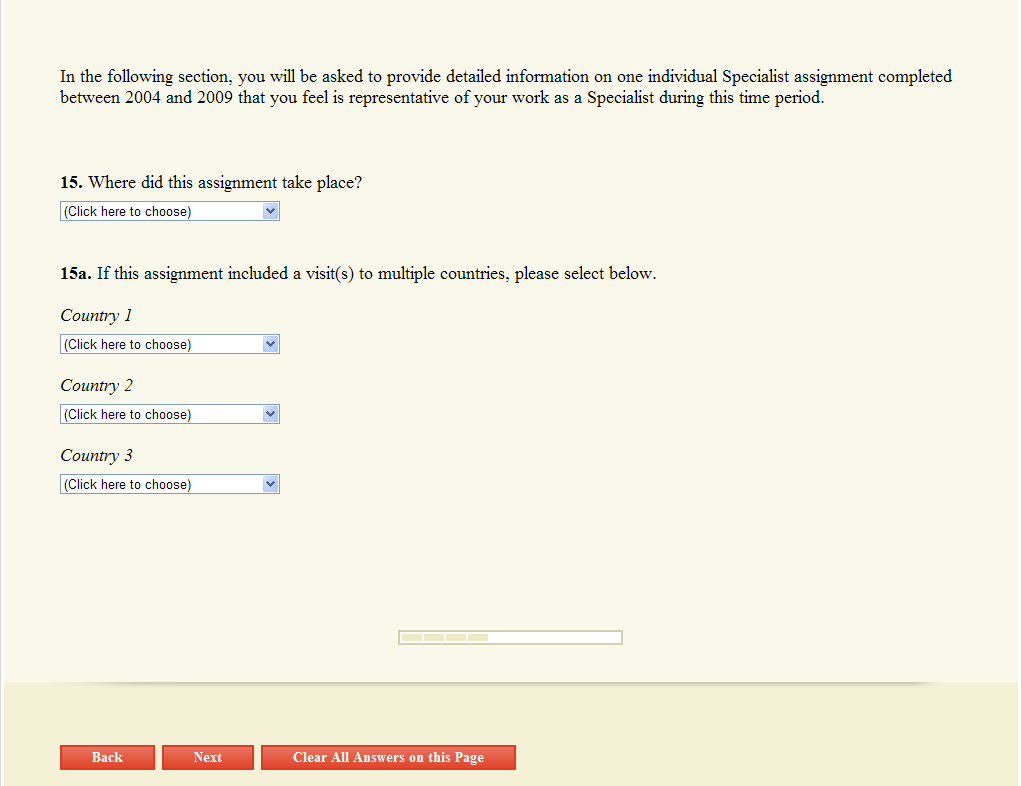 In the following section, you will be asked to provide detailed information on one individual Specialist assignment completed
between 2004 and 2009 that you feel is representative of your work as a Specialist during this time period.
15. Where did this assignment take place?
(Click here to choose)
15a. If this assignment included a visit(s) to multiple countries, please select below.
Country 1
(Click here to choose)
Country 2
(Click here to choose)
Country 3
(Click here to choose)
Back Next Clear All Answers on this Page